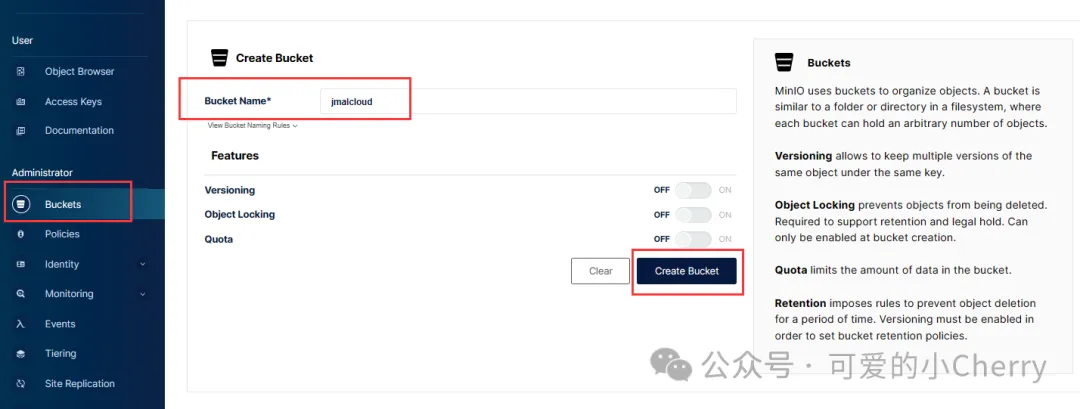 User
Object Browser
Access Keys
Documentation
Administrator
Buckets
Policies
Identity
Monitoring
Events
Tiering
Site Replication
Create Bucket
Bucket Name*
jmalcloud
View Bucket Naming Rules
Features
Versioning OFF ON
Object Locking OFF ON
Quota OFF ON
Clear Create Bucket
Buckets
MinIO uses buckets to organize objects. A bucket is
similar to a folder or directory in a filesystem, where
each bucket can hold an arbitrary number of objects.
Versioning allows to keep multiple versions of the
same object under the same key.
Object Locking prevents objects from being deleted.
Required to support retention and legal hold. Can
only be enabled at bucket creation.
Quota limits the amount of data in the bucket.
Retention imposes rules to prevent object deletion
for a period of time. Versioning must be enabled in
order to set bucket retention policies.
公众号 · 可爱的小Cherry